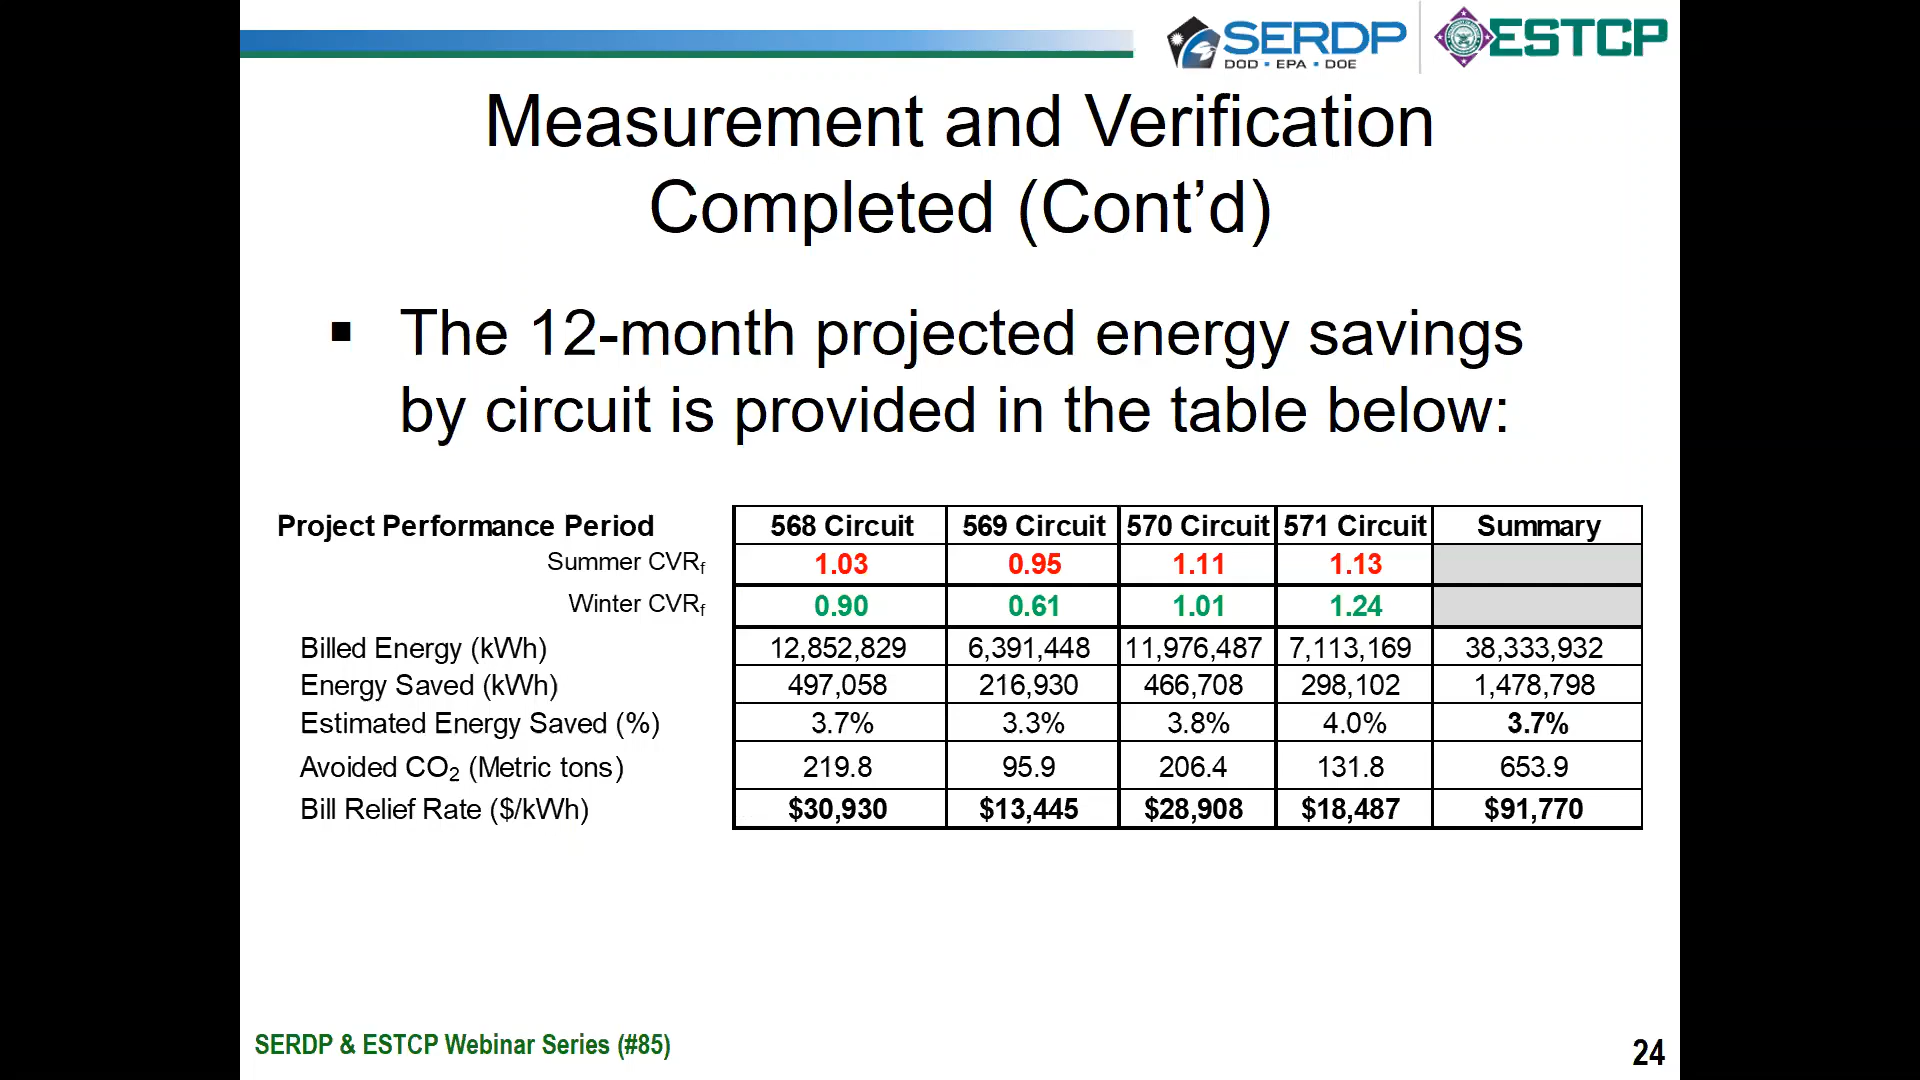 SERDP
DOD ▪ EPA ▪ DOE
ESTCP
Measurement and Verification
Completed (Cont’d)
▪ The 12-month projected energy savings
by circuit is provided in the table below:
Project Performance Period 568 Circuit 569 Circuit 570 Circuit 571 Circuit Summary
Summer CVRf 1.03 0.95 1.11 1.13
Winter CVRf 0.90 0.61 1.01 1.24
Billed Energy (kWh) 12,852,829 6,391,448 11,976,487 7,113,169 38,333,932
Energy Saved (kWh) 497,058 216,930 466,708 298,102 1,478,798
Estimated Energy Saved (%) 3.7% 3.3% 3.8% 4.0% 3.7%
Avoided CO2 (Metric tons) 219.8 95.9 206.4 131.8 653.9
Bill Relief Rate ($/kWh) $30,930 $13,445 $28,908 $18,487 $91,770
SERDP & ESTCP Webinar Series (#85)
24